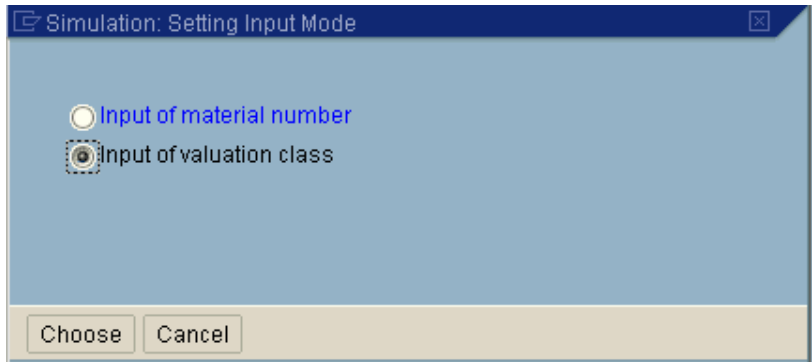 Simulation: Setting Input Mode
Input of material number
Input of valuation class
Choose Cancel